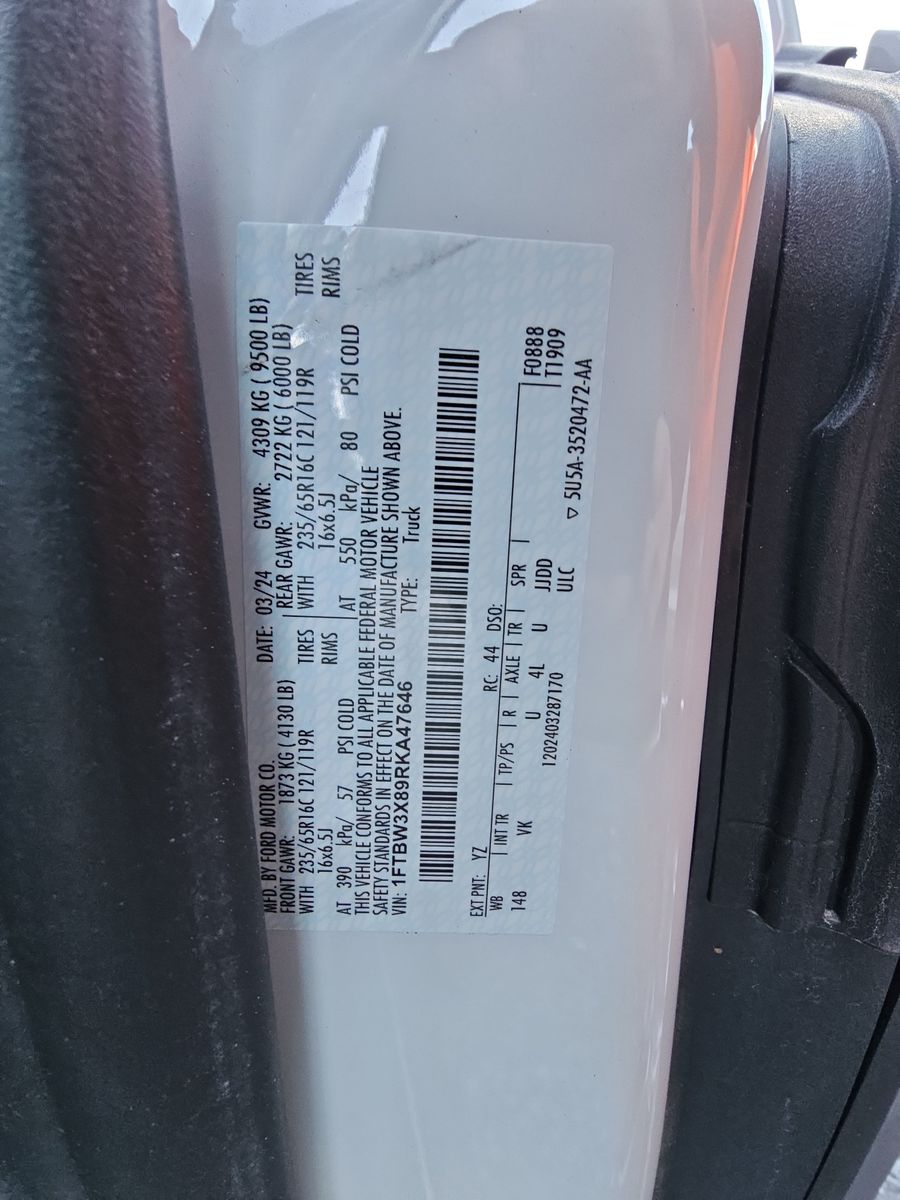 MFD. BY FORD MOTOR CO. DATE: 03/24 GVWR: 4309 KG ( 9500 LB)
FRONT GAWR: 1873 KG ( 4130 LB) REAR GAWR: 2722 KG ( 6000 LB)
WITH 235/65R16C 121/119R TIRES WITH 235/65R16C 121/119R TIRES
16x6.5J RIMS 16x6.5J RIMS
AT 390 kPa/ 57 PSI COLD AT 550 kPa/ 80 PSI COLD
THIS VEHICLE CONFORMS TO ALL APPLICABLE FEDERAL MOTOR VEHICLE
SAFETY STANDARDS IN EFFECT ON THE DATE OF MANUFACTURE SHOWN ABOVE.
VIN: 1FTBW3X89RKA47646 TYPE: Truck
EXT PNT: YZ RC: 44 DSO:
WB INT TR TP/PS R AXLE TR SPR F0888
148 VK U 4L U JJDD T1909
1202403287170 ULC ▽ 5U5A-3520472-AA